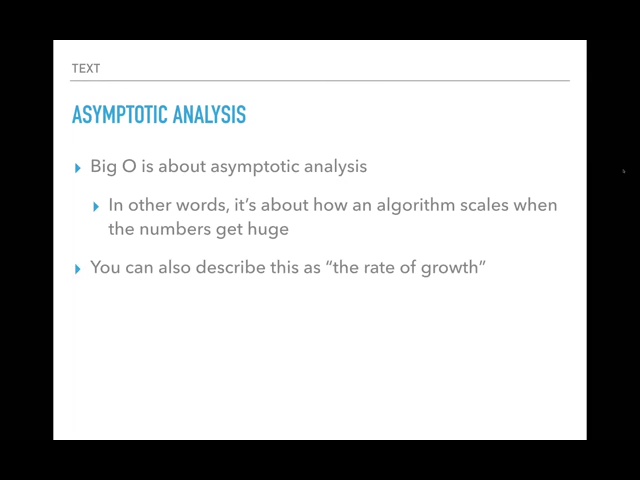 TEXT
ASYMPTOTIC ANALYSIS
Big O is about asymptotic analysis
In other words, it’s about how an algorithm scales when
the numbers get huge
You can also describe this as “the rate of growth”